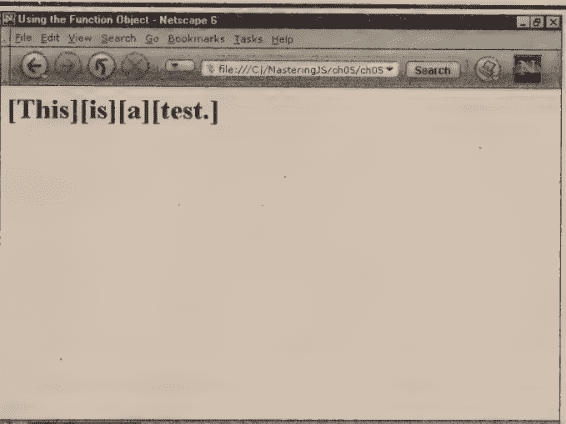 Using the Function Object - Netscape 6
File Edit View Search Go Bookmarks Tasks Help
file:///C|/MasteringJS/ch05/ch05 Search N
[This][is][a][test.]